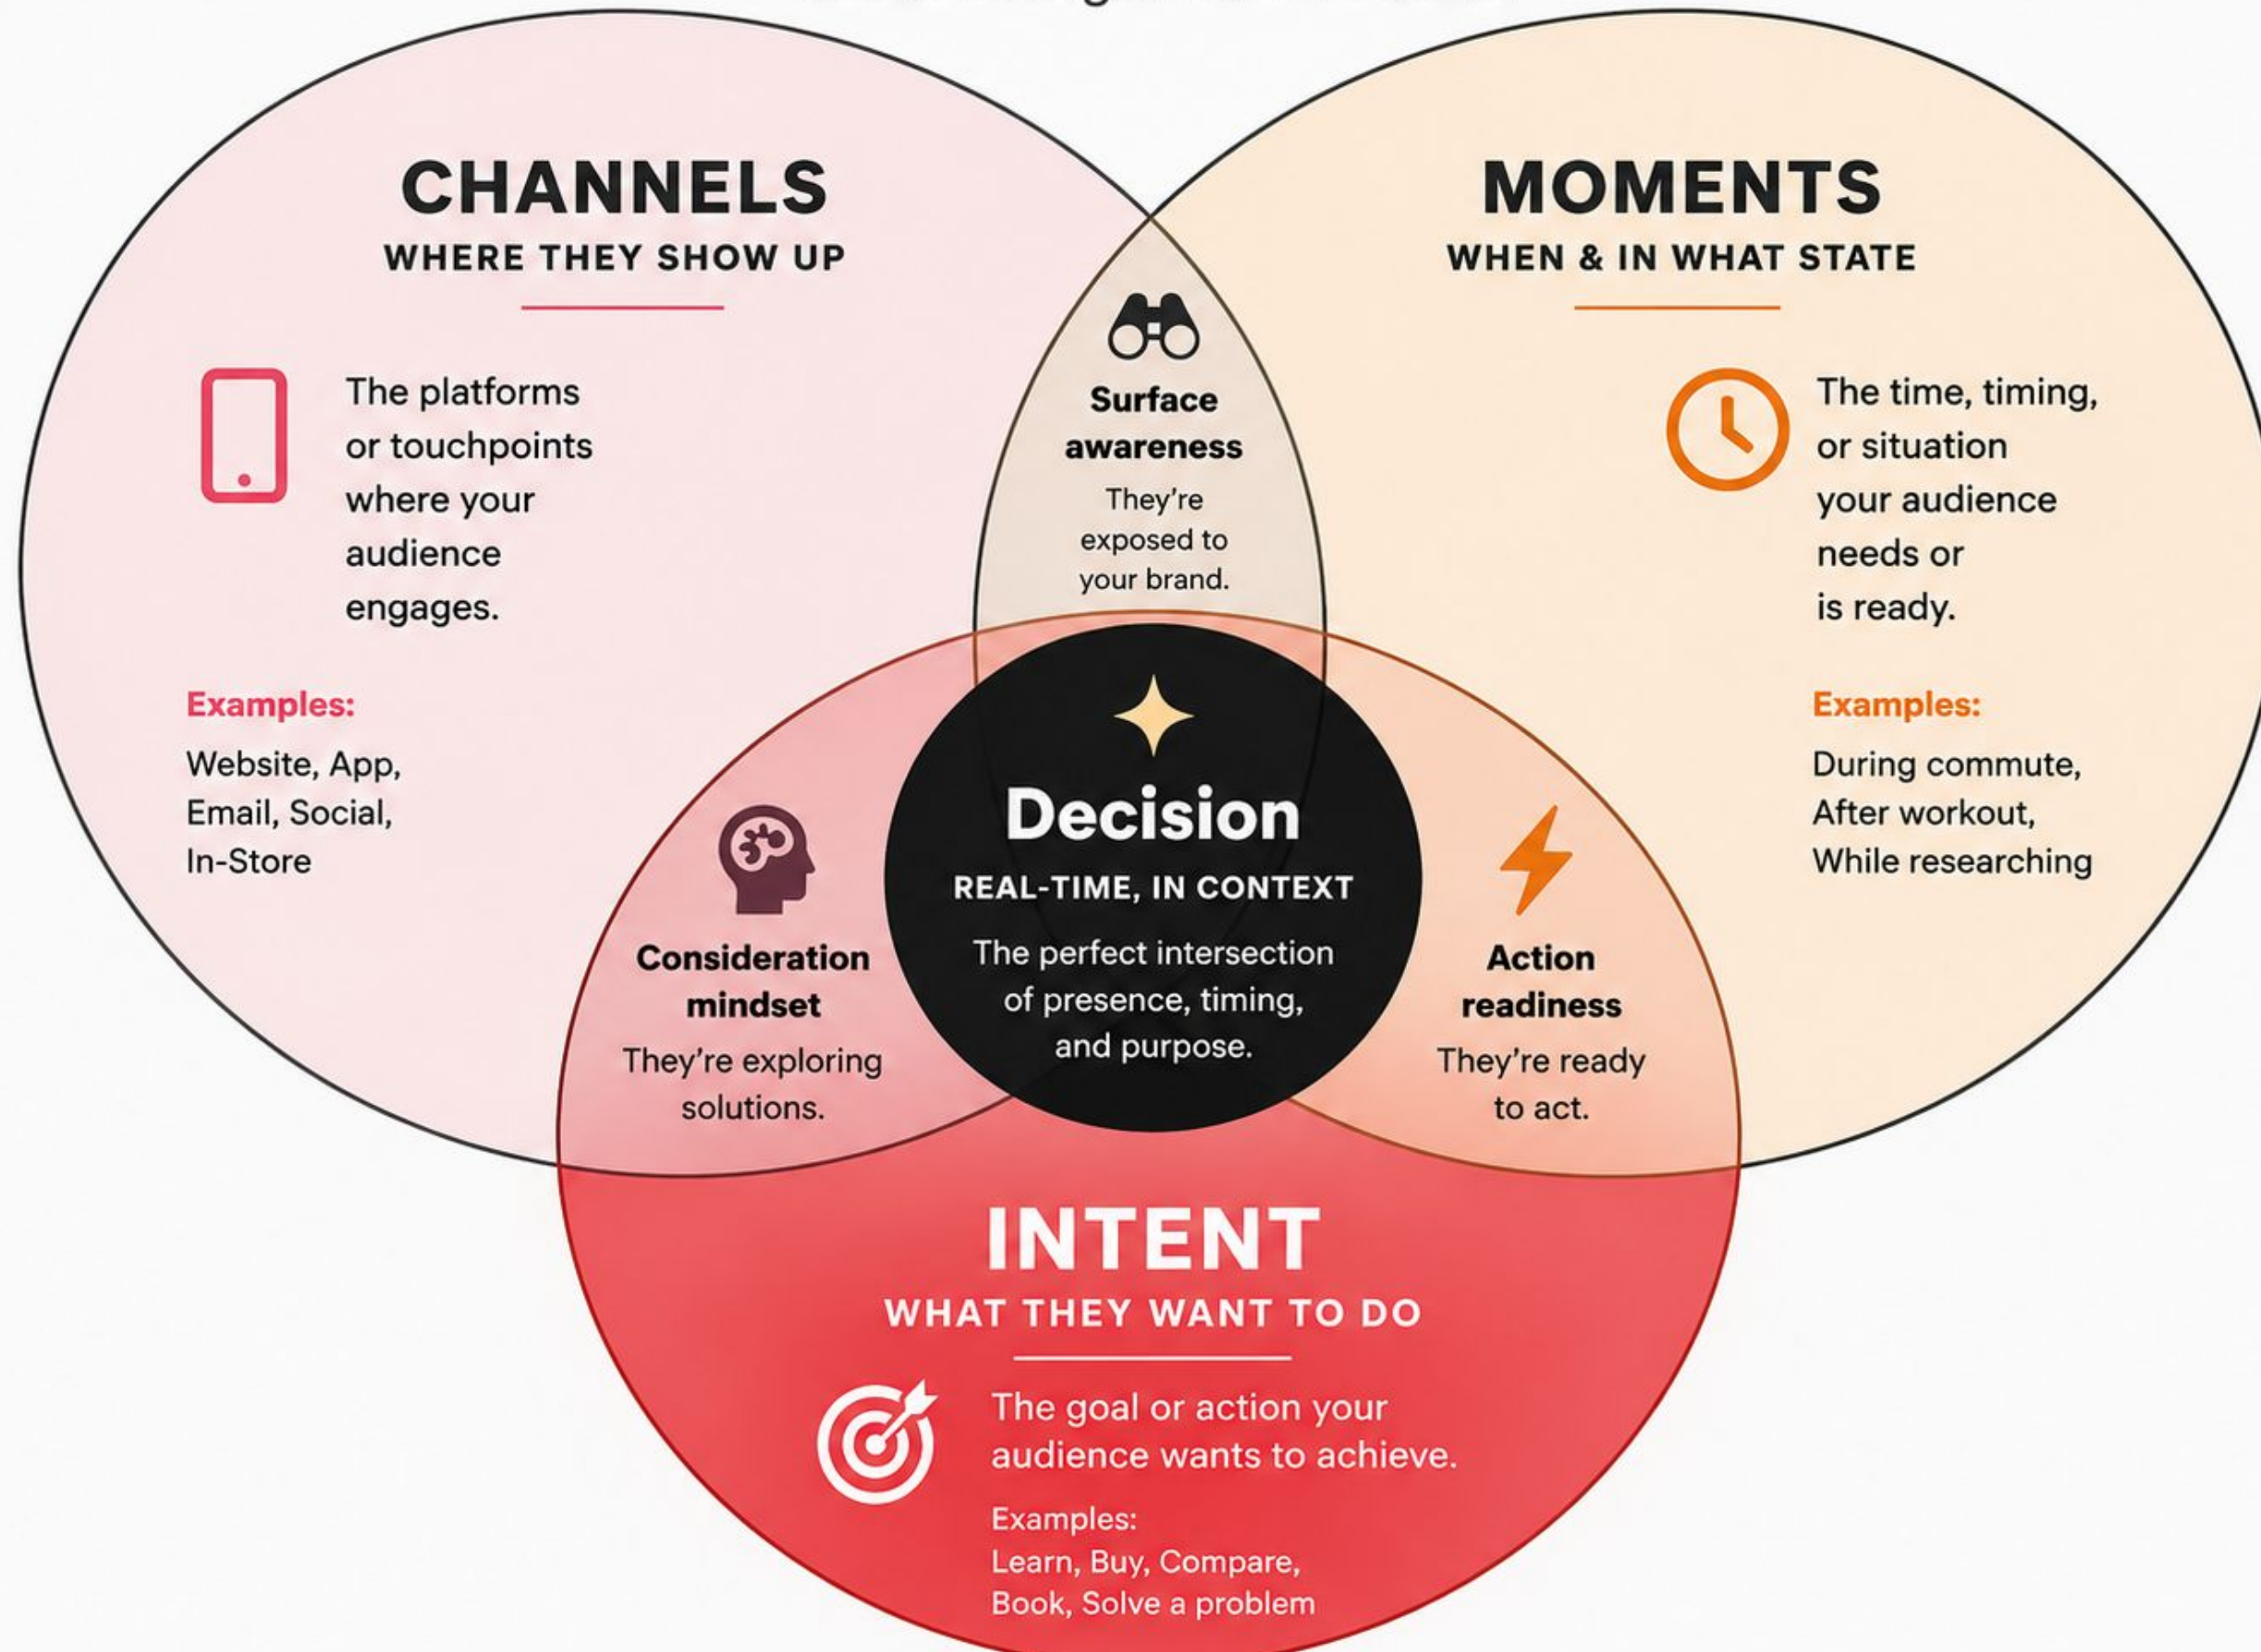 CHANNELS
WHERE THEY SHOW UP
The platforms
or touchpoints
where your
audience
engages.
Examples:
Website, App,
Email, Social,
In-Store
MOMENTS
WHEN & IN WHAT STATE
The time, timing,
or situation
your audience
needs or
is ready.
Examples:
During commute,
After workout,
While researching
Surface
awareness
They're
exposed to
your brand.
Consideration
mindset
They're exploring
solutions.
Decision
REAL-TIME, IN CONTEXT
The perfect intersection
of presence, timing,
and purpose.
Action
readiness
They're ready
to act.
INTENT
WHAT THEY WANT TO DO
The goal or action your
audience wants to achieve.
Examples:
Learn, Buy, Compare,
Book, Solve a problem